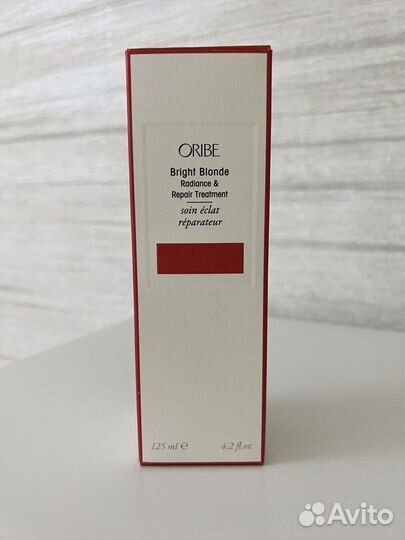 ORIBE
Bright Blonde
Radiance &
Repair Treatment
soin éclat
réparateur
125 ml ℮ 4.2 fl.oz
Avito